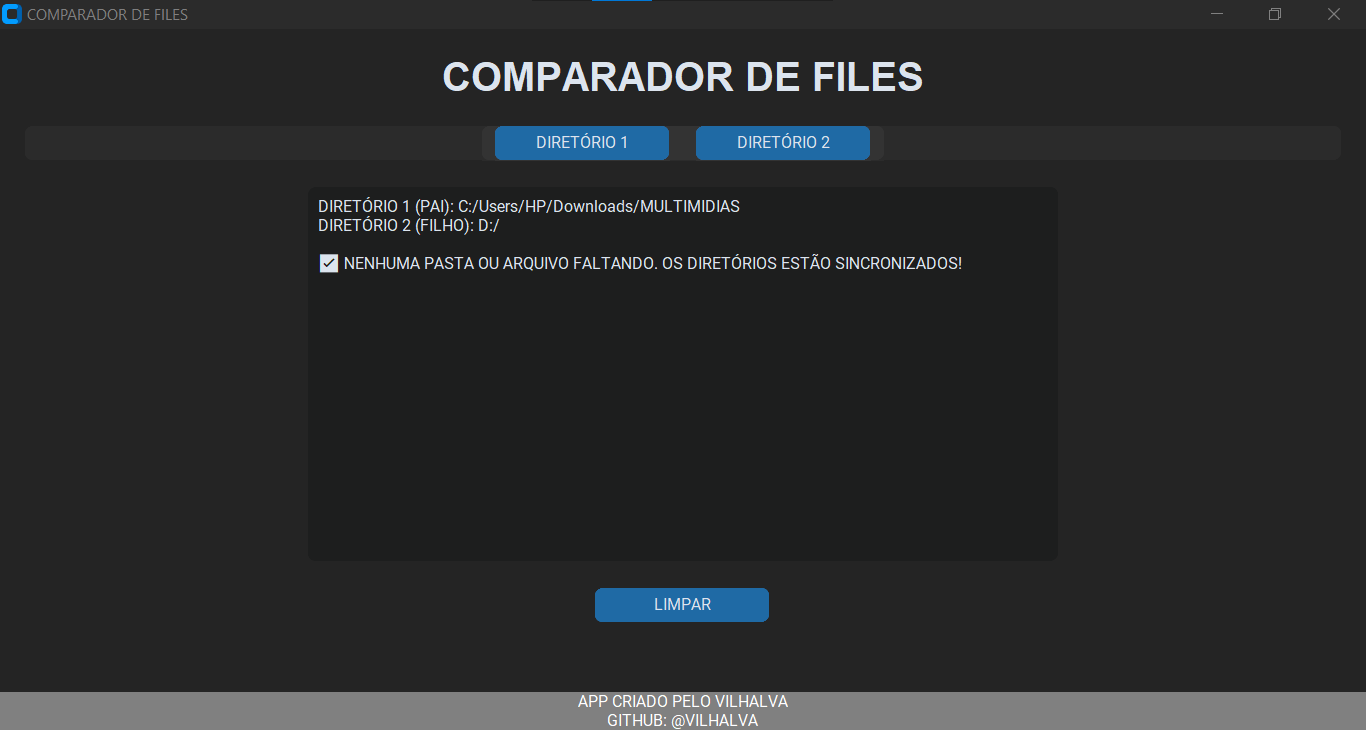 COMPARADOR DE FILES
COMPARADOR DE FILES
DIRETÓRIO 1
DIRETÓRIO 2
DIRETÓRIO 1 (PAI): C:/Users/HP/Downloads/MULTIMIDIAS
DIRETÓRIO 2 (FILHO): D:/
NENHUMA PASTA OU ARQUIVO FALTANDO. OS DIRETÓRIOS ESTÃO SINCRONIZADOS!
LIMPAR
APP CRIADO PELO VILHALVA
GITHUB: @VILHALVA